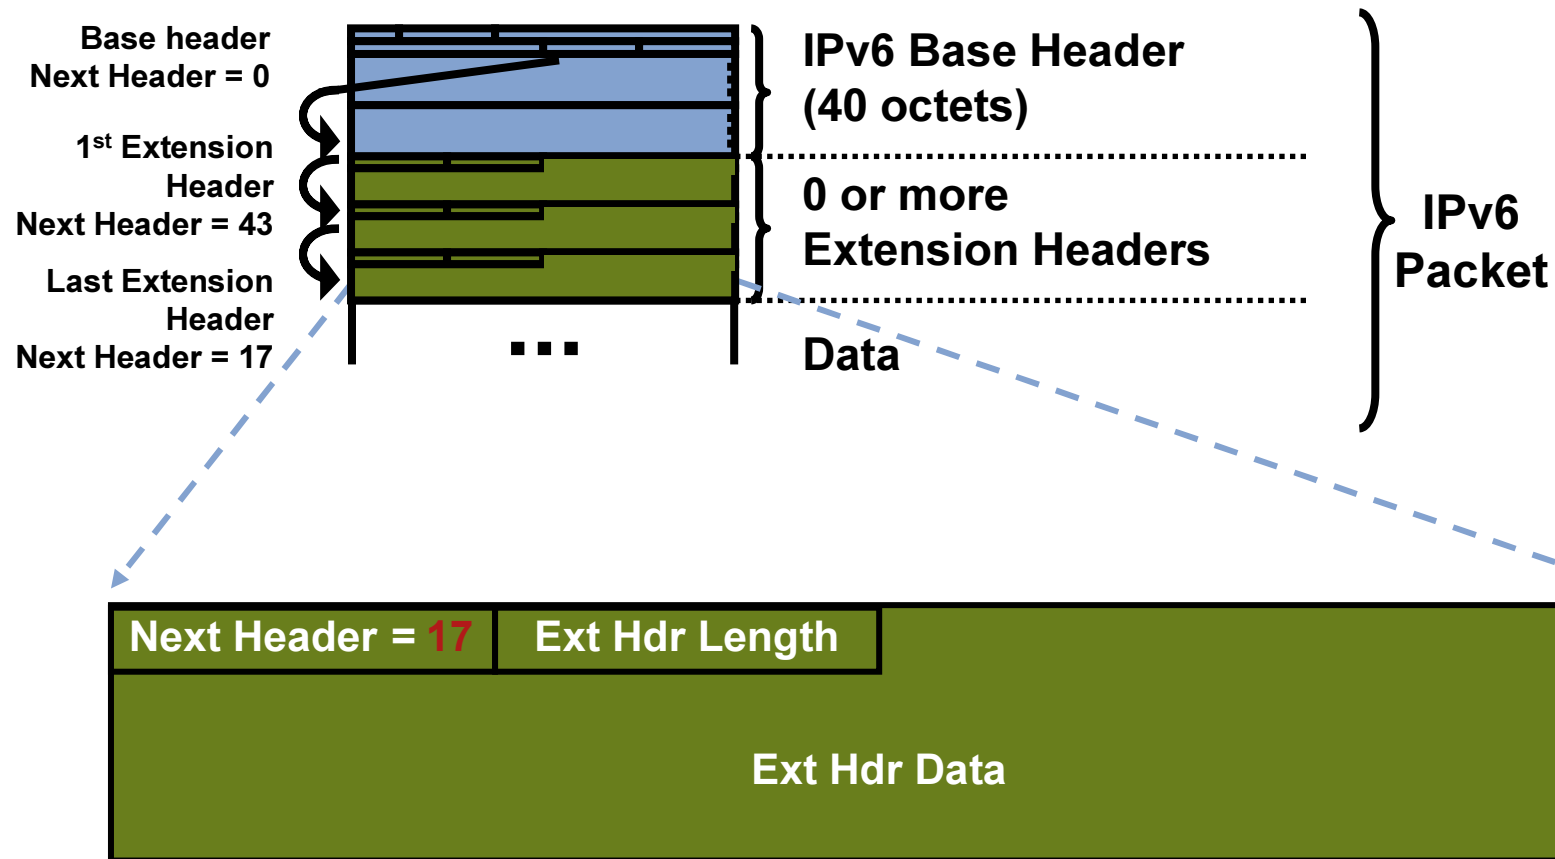 Base header
Next Header = 0
1st Extension
Header
Next Header = 43
Last Extension
Header
Next Header = 17
IPv6 Base Header
(40 octets)
0 or more
Extension Headers
...
Data
IPv6
Packet
Next Header = 17
Ext Hdr Length
Ext Hdr Data